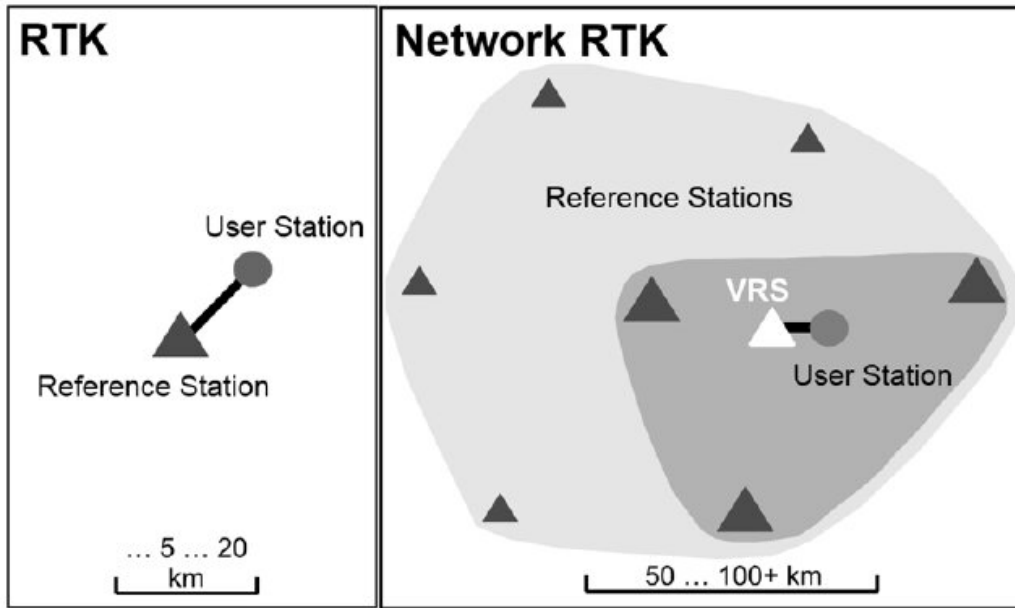 RTK
User Station
Reference Station
... 5 ... 20
km
Network RTK
Reference Stations
VRS
User Station
50 ... 100+ km